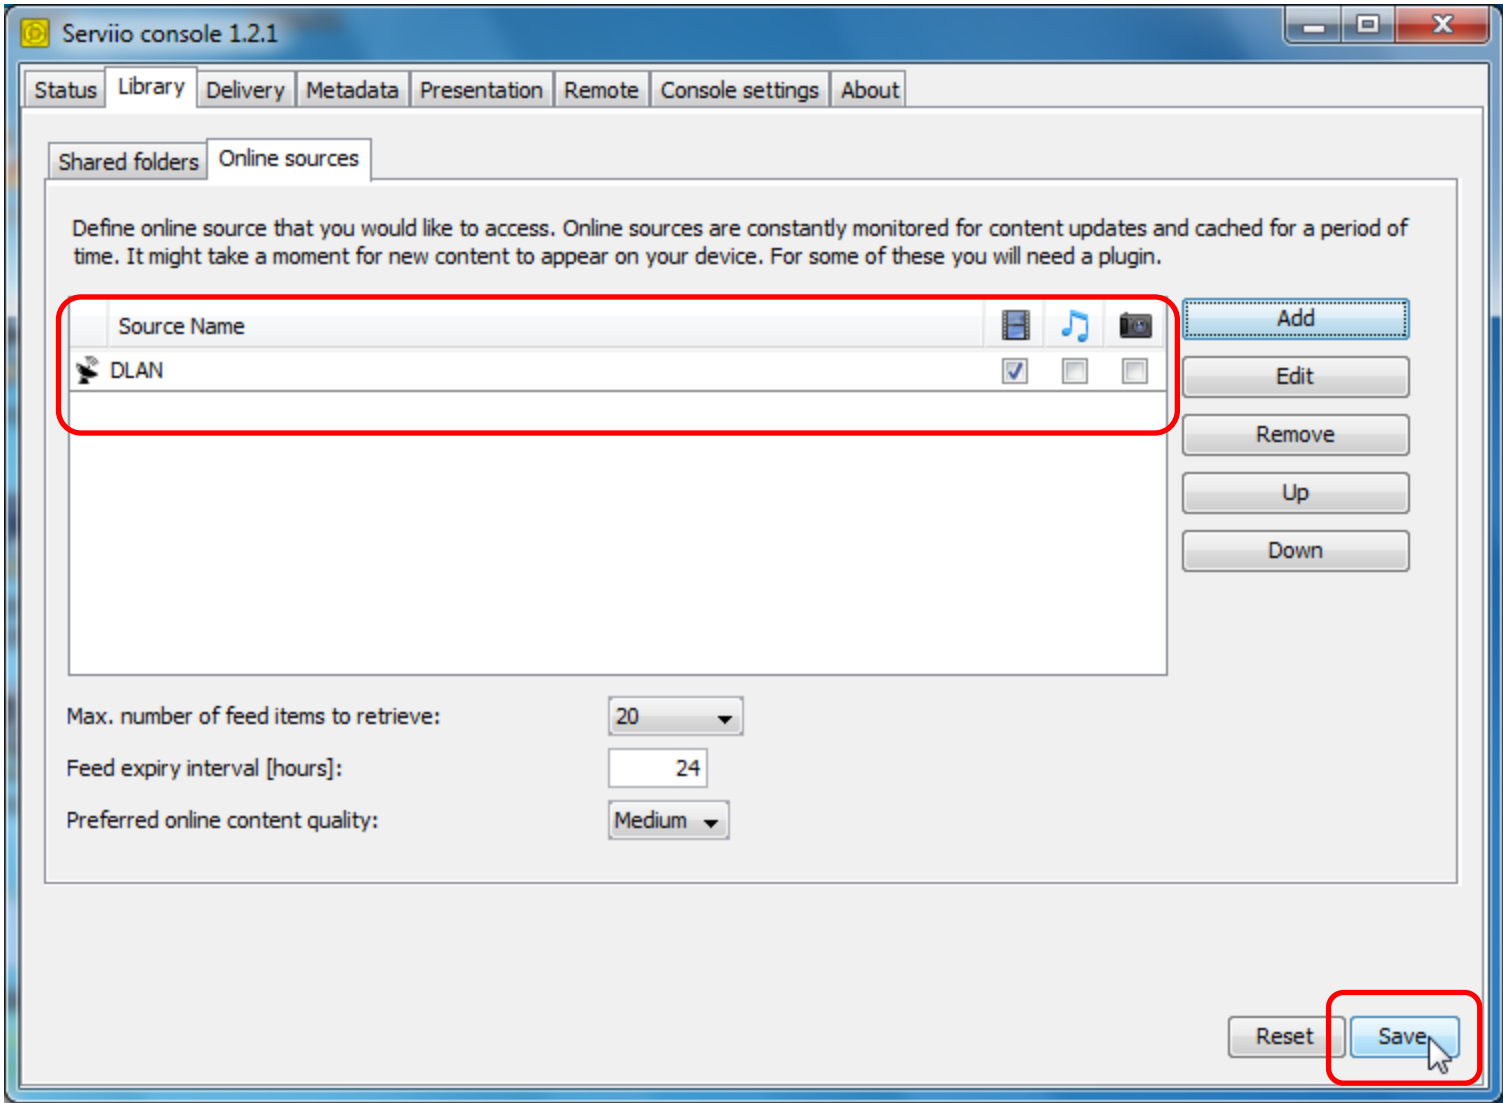 Serviio console 1.2.1
Status Library Delivery Metadata Presentation Remote Console settings About
Shared folders Online sources
Define online source that you would like to access. Online sources are constantly monitored for content updates and cached for a period of
time. It might take a moment for new content to appear on your device. For some of these you will need a plugin.
Source Name
DLAN
Add
Edit
Remove
Up
Down
Max. number of feed items to retrieve: 20
Feed expiry interval [hours]: 24
Preferred online content quality: Medium
Reset Save